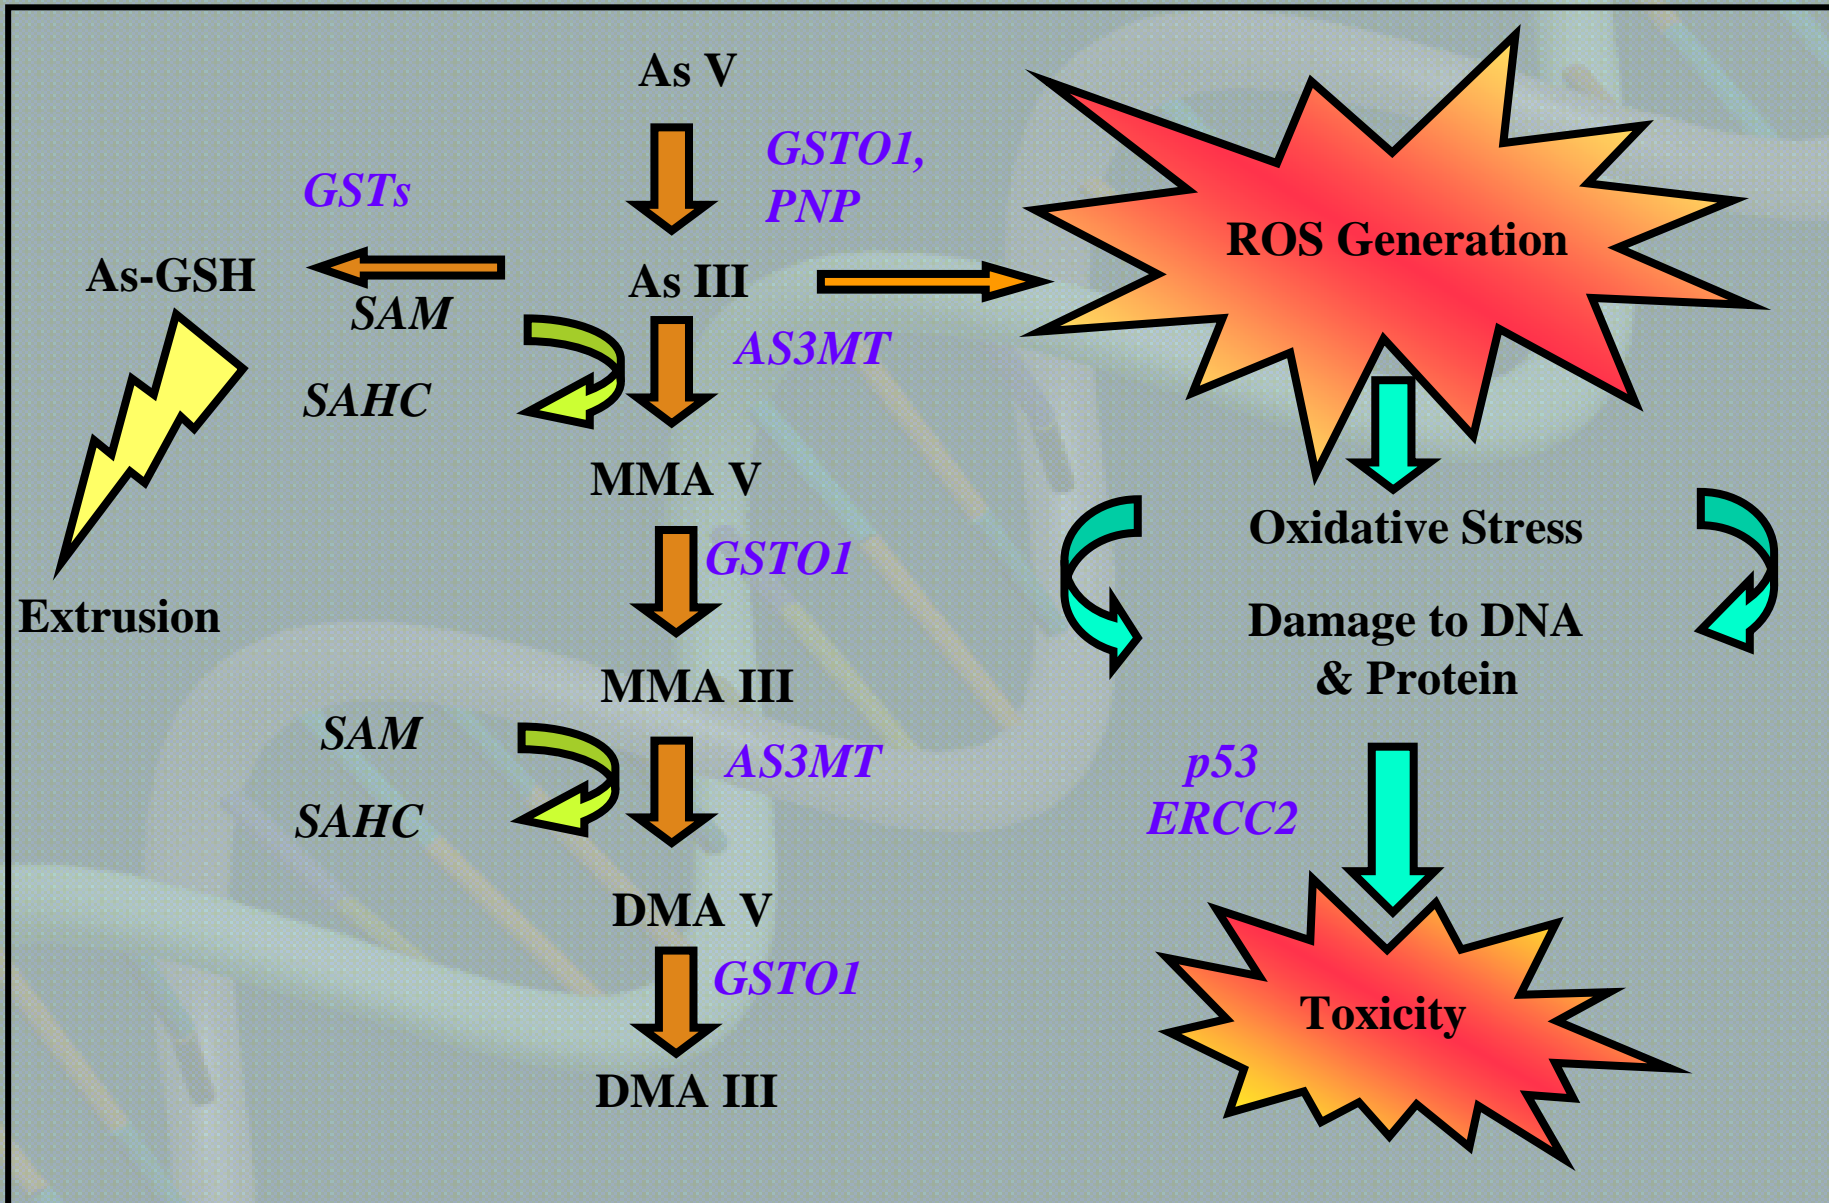 As V
GSTO1,
PNP
GSTs
As-GSH
As III
ROS Generation
SAM
AS3MT
SAHC
MMA V
GSTO1
Oxidative Stress
Extrusion
Damage to DNA
& Protein
MMA III
SAM
AS3MT
SAHC
p53
ERCC2
DMA V
GSTO1
Toxicity
DMA III